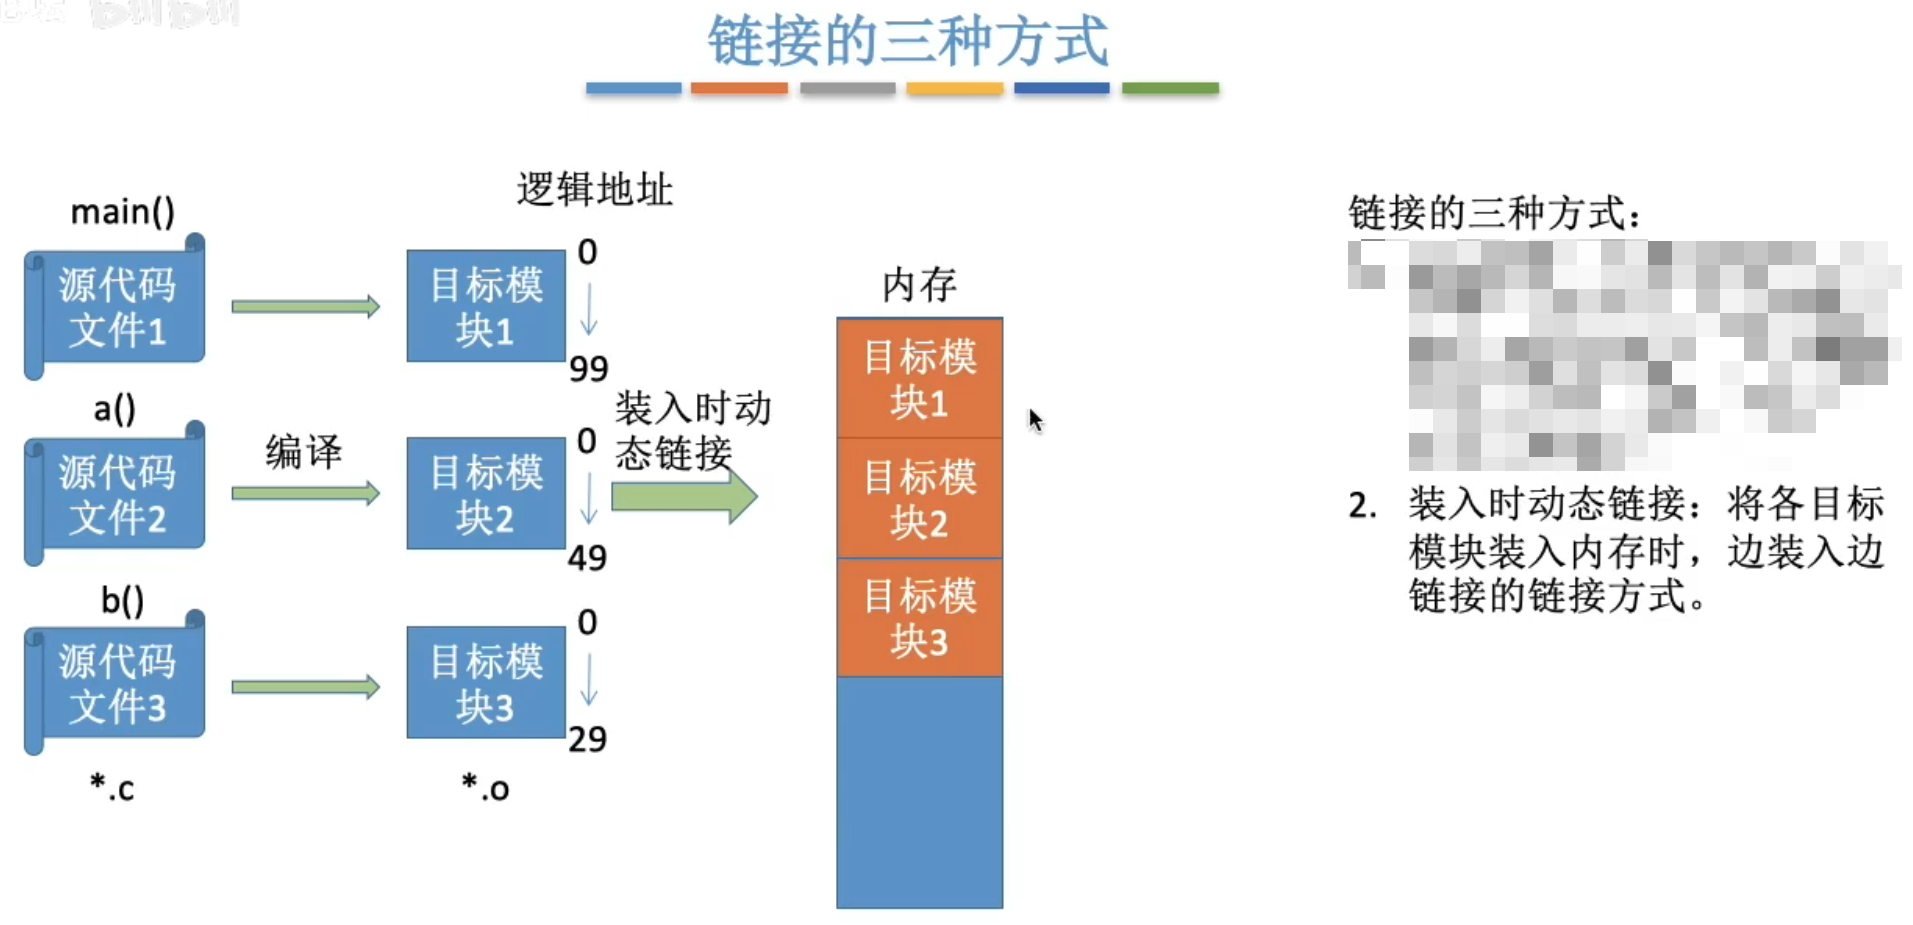 链接的三种方式
逻辑地址
main()
源代码
文件1
目标模
块1
0
99
a()
源代码
文件2
编译
目标模
块2
0
49
装入时动
态链接
b()
源代码
文件3
目标模
块3
0
29
*.c
*.o
内存
目标模
块1
目标模
块2
目标模
块3
链接的三种方式：
2. 装入时动态链接：将各目标
模块装入内存时，边装入边
链接的链接方式。